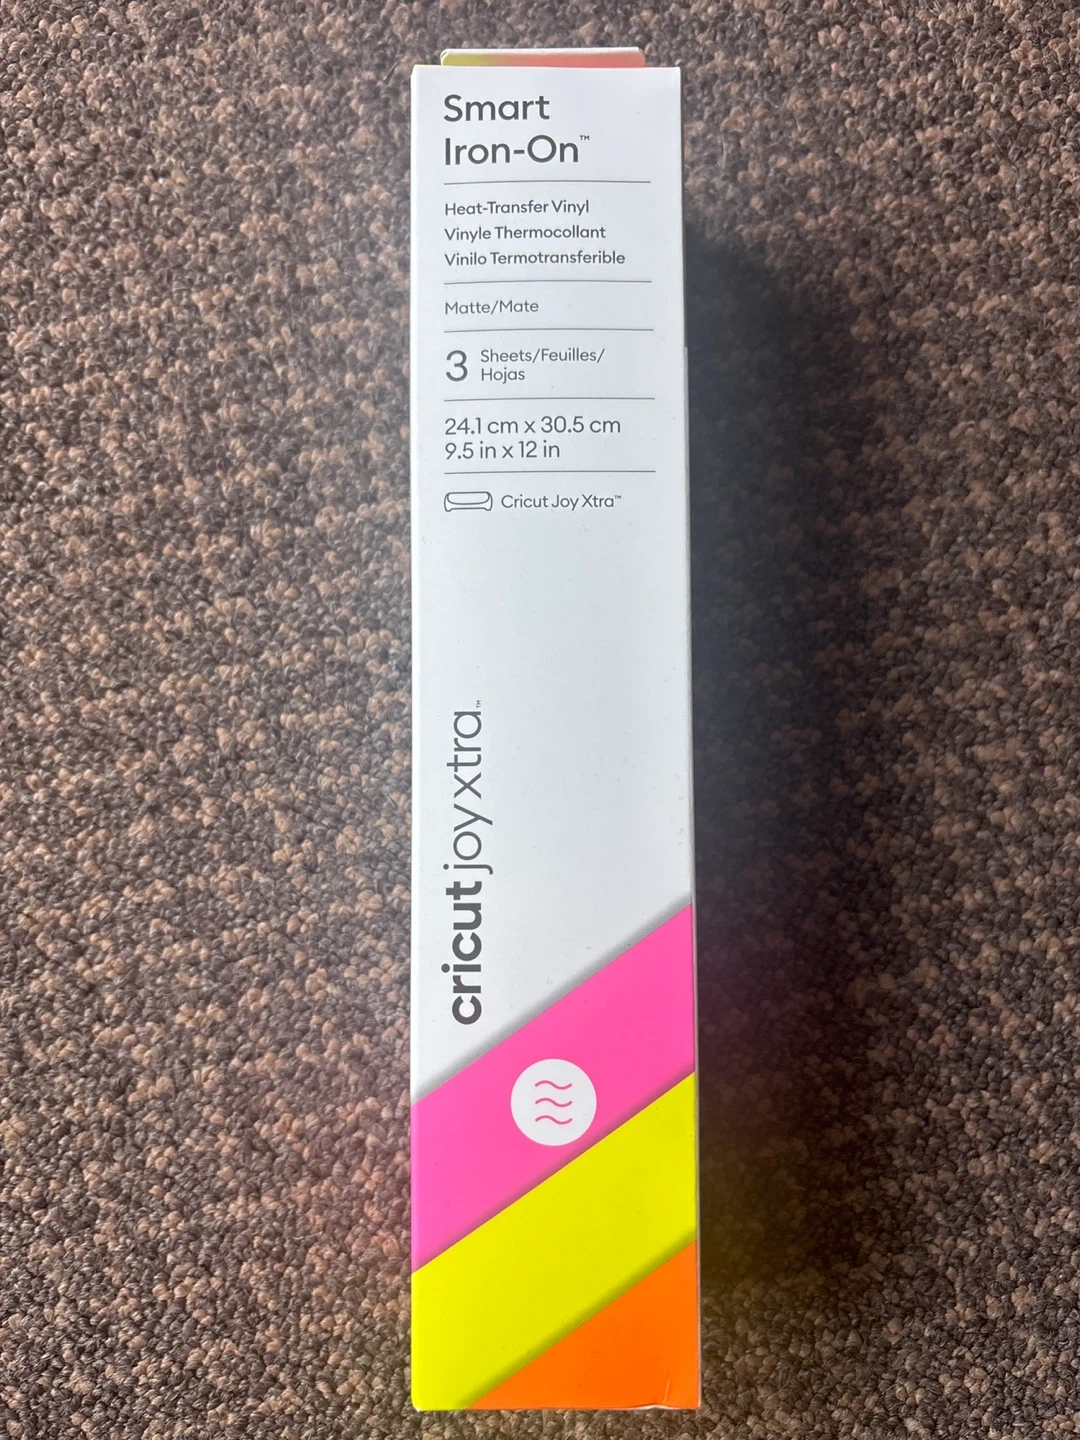 Smart
Iron-On™
Heat-Transfer Vinyl
Vinyle Thermocollant
Vinilo Termotransferible
Matte/Mate
3 Sheets/Feuilles/
Hojas
24.1 cm x 30.5 cm
9.5 in x 12 in
Cricut Joy Xtra™
cricut joy xtra™